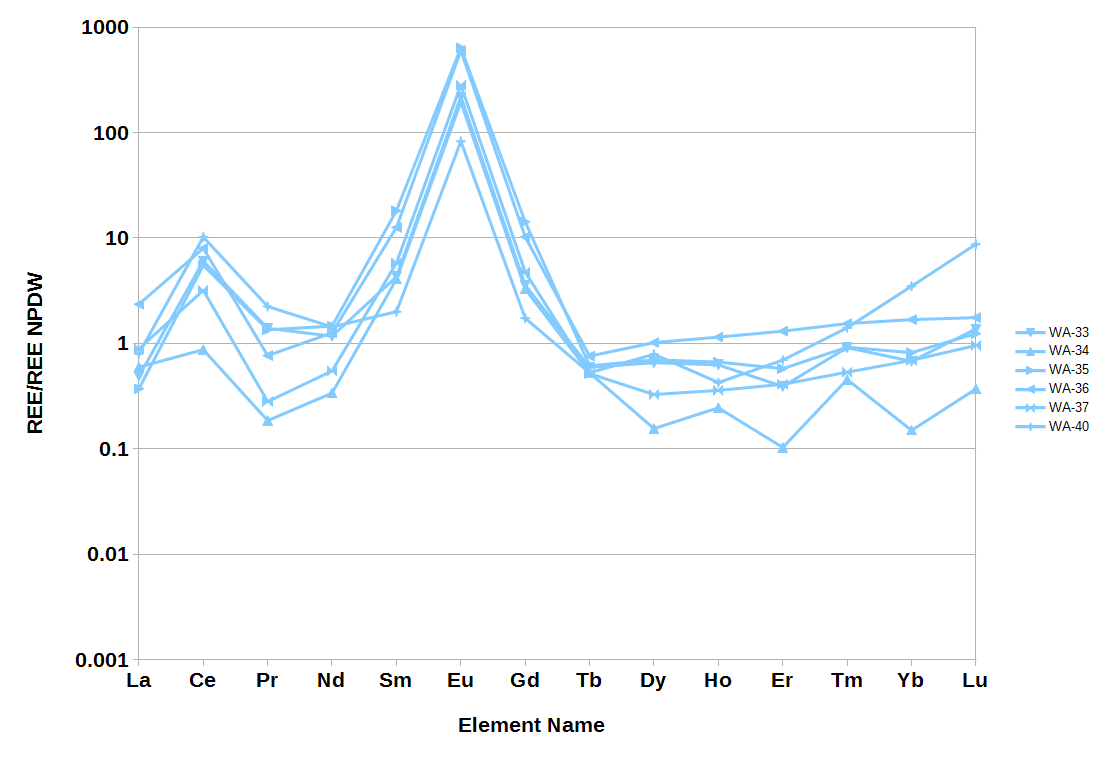 1000
100
10
1
0.1
0.01
0.001
REE/REE NPDW
La Ce Pr Nd Sm Eu Gd Tb Dy Ho Er Tm Yb Lu
Element Name
WA-33
WA-34
WA-35
WA-36
WA-37
WA-40